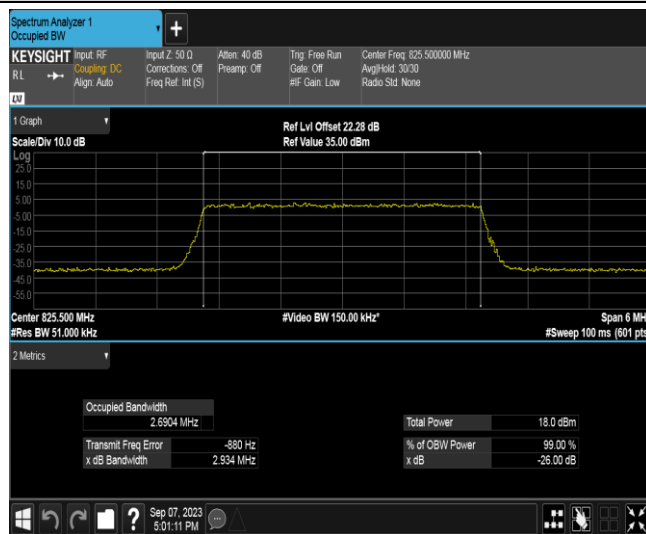 Spectrum Analyzer 1
Occupied BW
+
KEYSIGHT Input: RF Input Z: 50 Ω Atten: 40 dB Trig: Free Run Center Freq: 825.500000 MHz
RL Coupling: DC Corrections: Off Preamp: Off Gate: Off Avg|Hold: 30/30
Align: Auto Freq Ref: Int (S) #IF Gain: Low Radio Std: None
LXI
1 Graph
Ref Lvl Offset 22.28 dB
Scale/Div 10.0 dB Ref Value 35.00 dBm
Log
25.0
15.0
5.00
-5.00
-15.0
-25.0
-35.0
-45.0
-55.0
Center 825.500 MHz #Video BW 150.00 kHz* Span 6 MH
#Res BW 51.000 kHz #Sweep 100 ms (601 pts
2 Metrics
Occupied Bandwidth
2.6904 MHz Total Power 18.0 dBm
Transmit Freq Error -880 Hz % of OBW Power 99.00 %
x dB Bandwidth 2.934 MHz x dB -26.00 dB
? Sep 07, 2023
5:01:11 PM